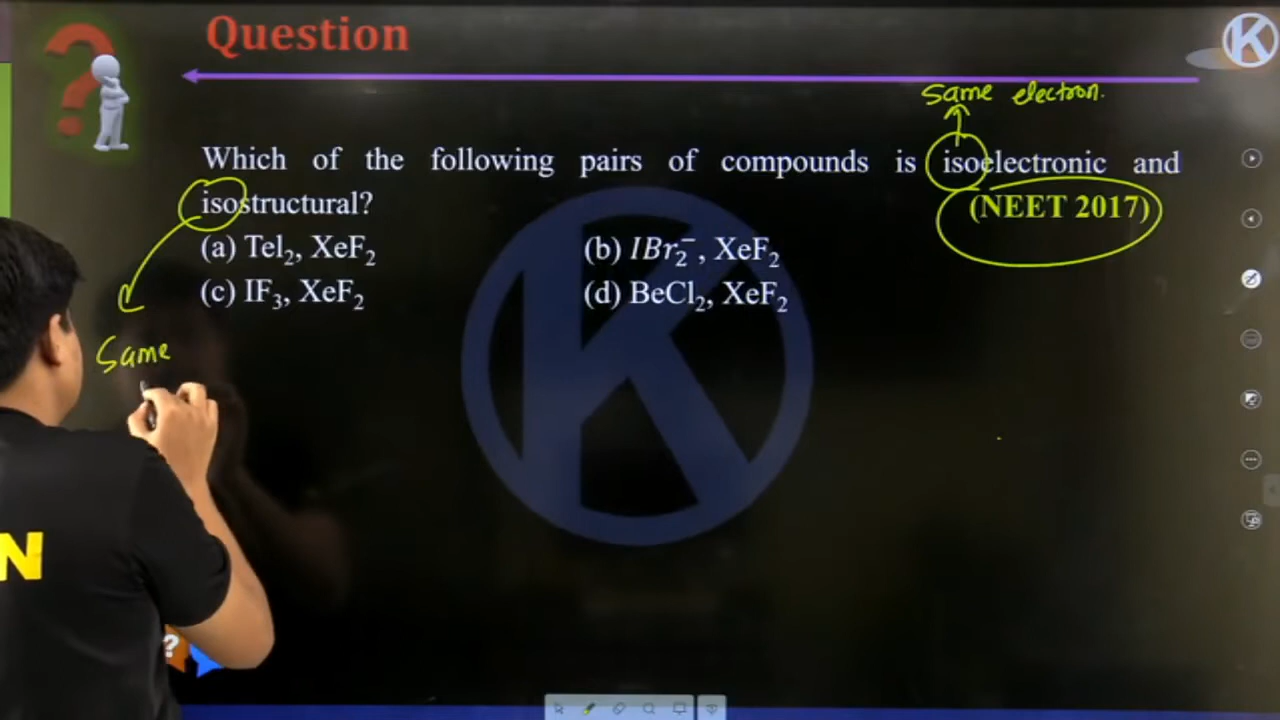 Question
Same electron.
Which of the following pairs of compounds is isoelectronic and
isostructural?
(NEET 2017)
(a) Tel₂, XeF₂
(b) IBr₂⁻, XeF₂
(c) IF₃, XeF₂
(d) BeCl₂, XeF₂
Same
K
K
N
?